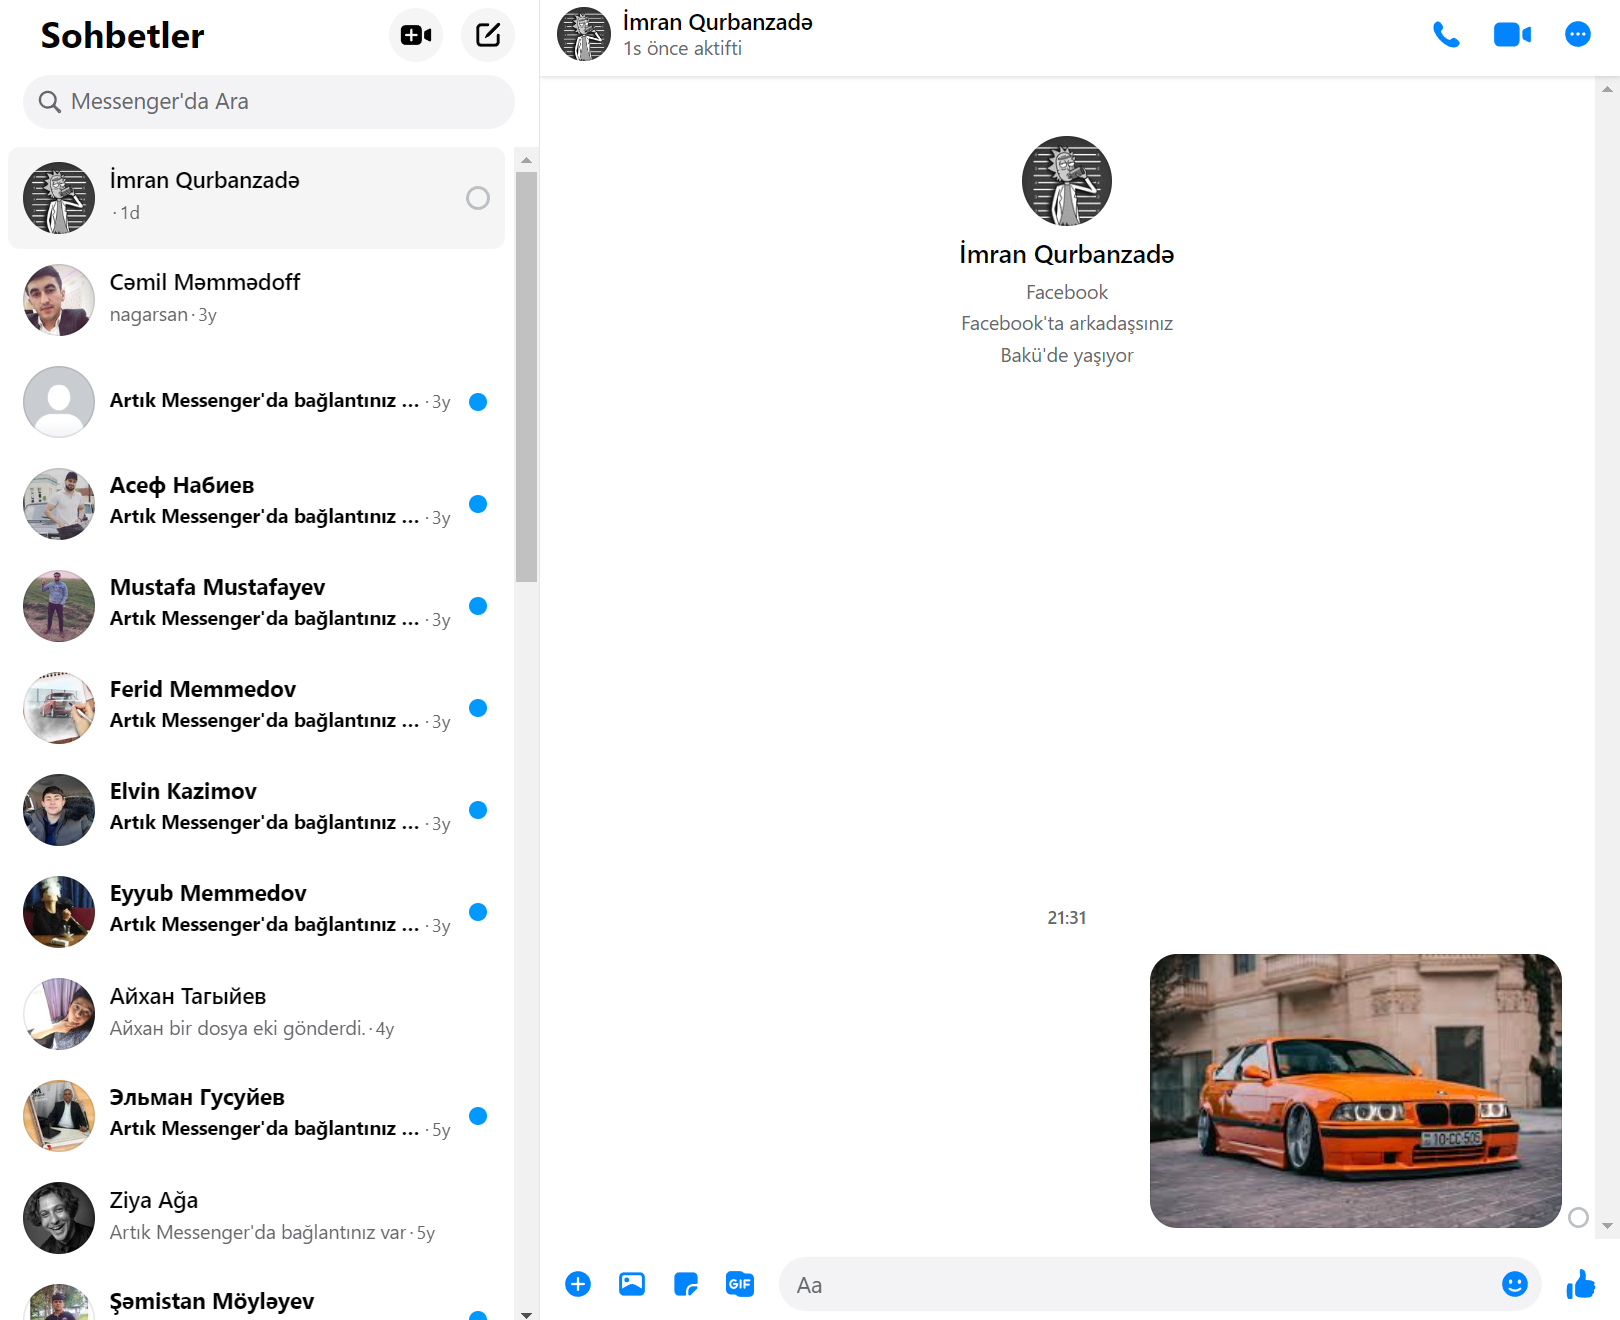 Sohbetler
Messenger'da Ara
İmran Qurbanzadə
· 1d
Cəmil Məmmədoff
nagarsan · 3y
Artık Messenger'da bağlantınız ... · 3y
Асеф Набиев
Artık Messenger'da bağlantınız ... · 3y
Mustafa Mustafayev
Artık Messenger'da bağlantınız ... · 3y
Ferid Memmedov
Artık Messenger'da bağlantınız ... · 3y
Elvin Kazimov
Artık Messenger'da bağlantınız ... · 3y
Eyyub Memmedov
Artık Messenger'da bağlantınız ... · 3y
Айхан Тагыйев
Айхан bir dosya eki gönderdi. · 4y
Эльман Гусуйев
Artık Messenger'da bağlantınız ... · 5y
Ziya Ağa
Artık Messenger'da bağlantınız var · 5y
Şəmistan Möyləyev
İmran Qurbanzadə
1s önce aktifti
İmran Qurbanzadə
Facebook
Facebook'ta arkadaşsınız
Bakü'de yaşıyor
21:31
10-CC-505
GIF
Aa